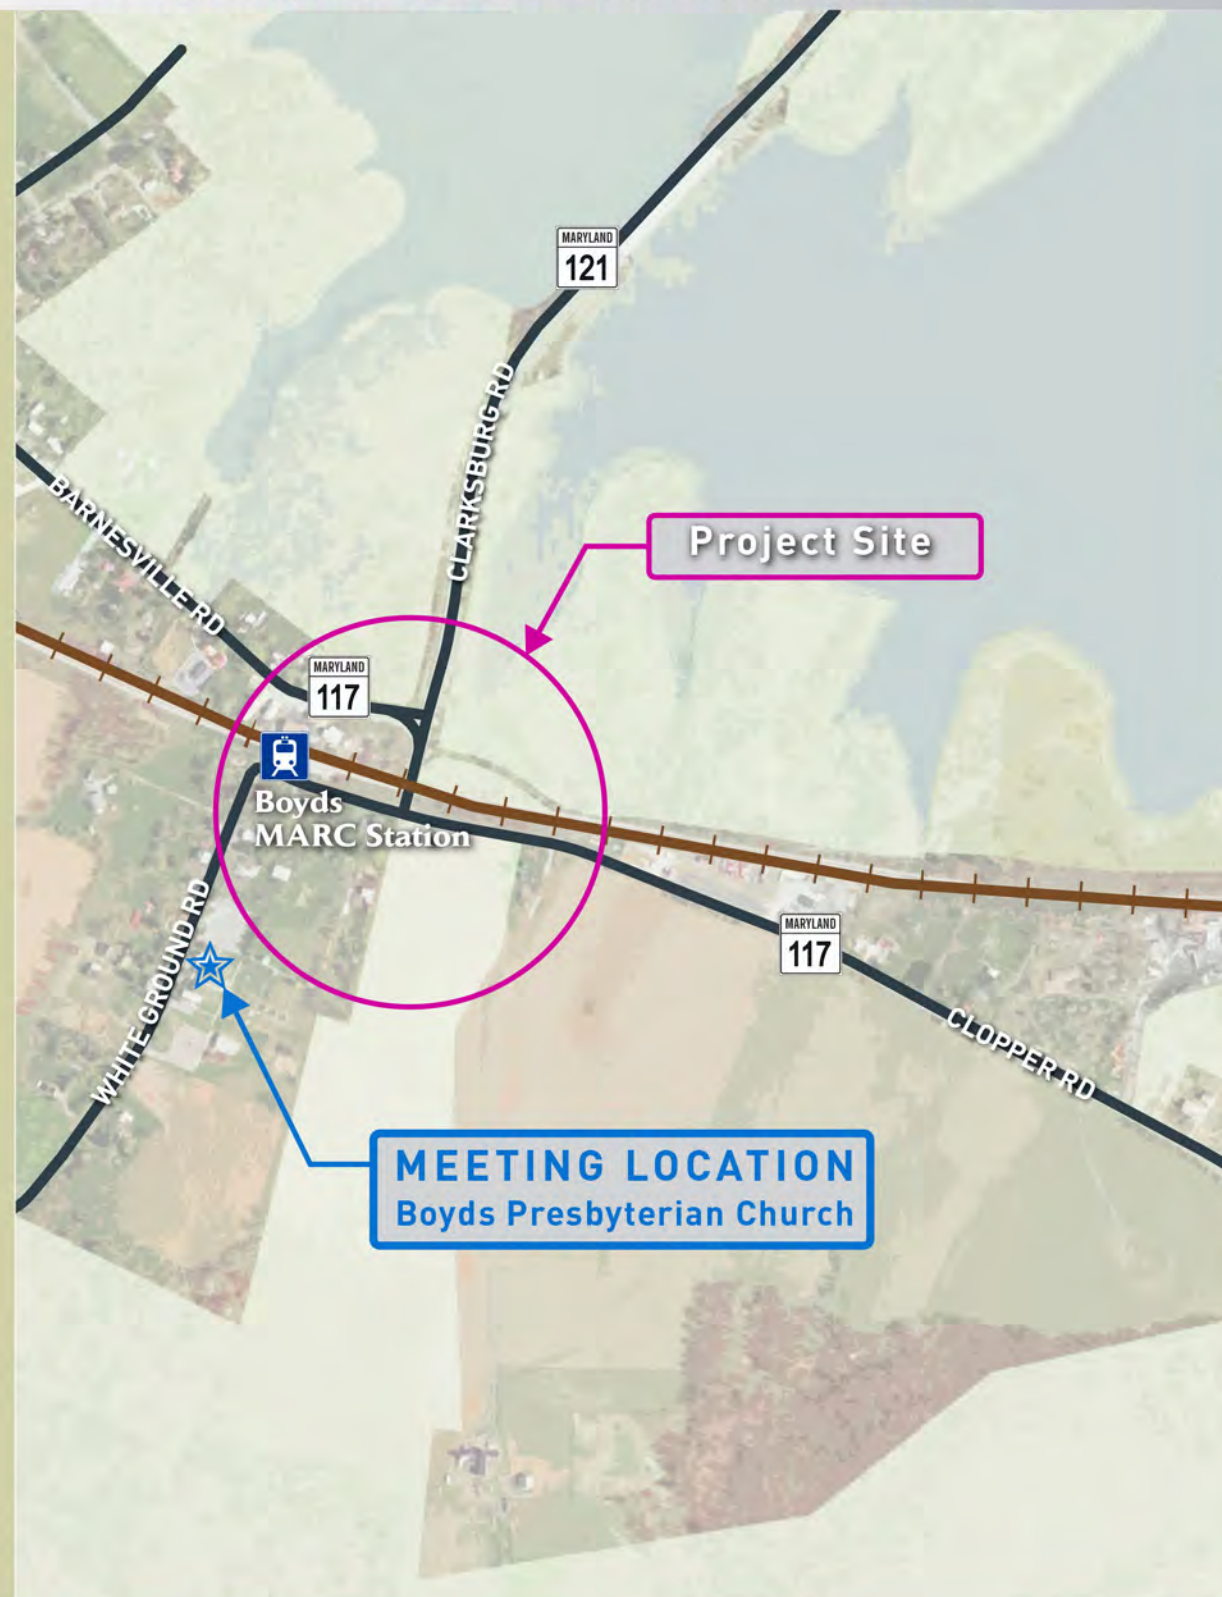 MARYLAND
121
CLARKSBURG RD
BARNESVILLE RD
Project Site
MARYLAND
117
Boyds
MARC Station
WHITE GROUND RD
MARYLAND
117
CLOPPER RD
MEETING LOCATION
Boyds Presbyterian Church